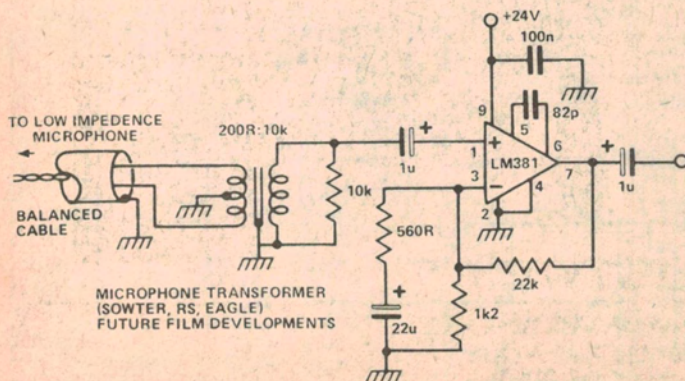 +24V
100n
9
5
82p
TO LOW IMPEDENCE
MICROPHONE
200R:10k
+
1u
1
+
LM381
6
7
+
1u
3
–
4
2
10k
BALANCED
CABLE
560R
+
22u
22k
1k2
MICROPHONE TRANSFORMER
(SOWTER, RS, EAGLE)
FUTURE FILM DEVELOPMENTS